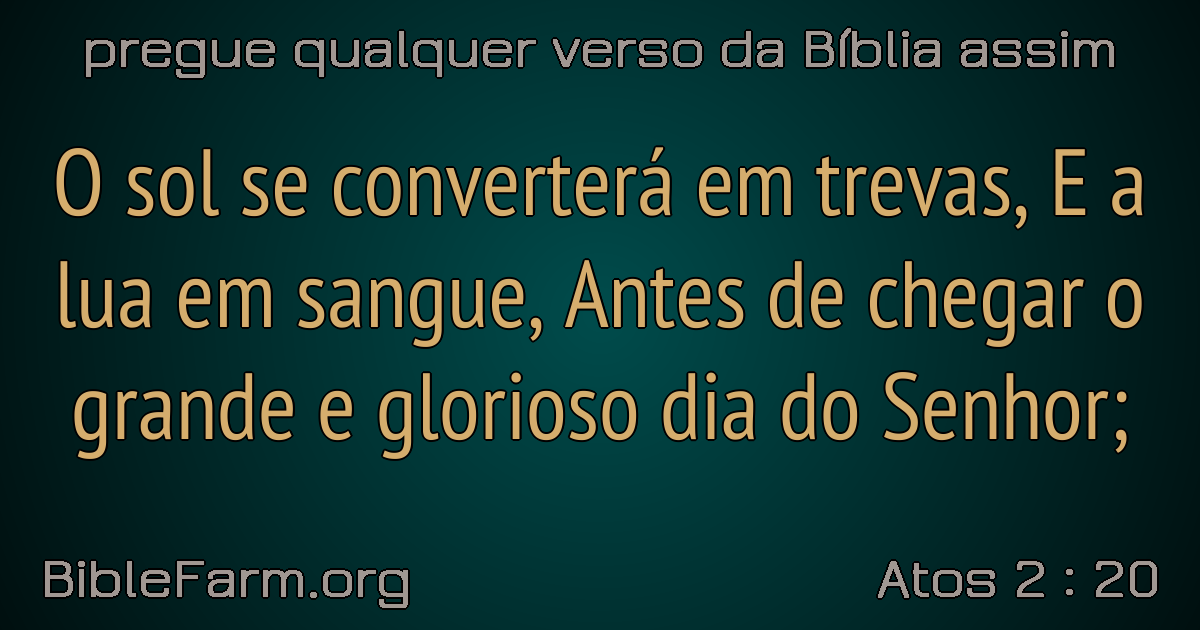 pregue qualquer verso da Bíblia assim
O sol se converterá em trevas, E a
lua em sangue, Antes de chegar o
grande e glorioso dia do Senhor;
BibleFarm.org
Atos 2 : 20